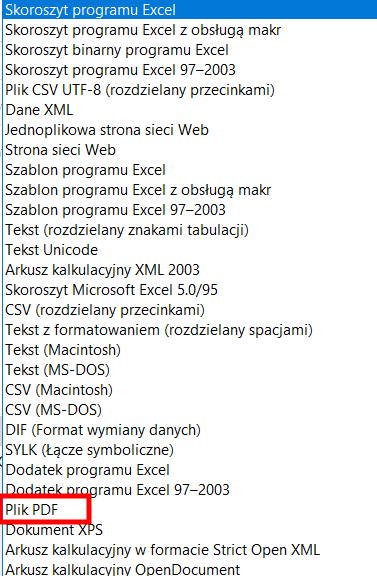 Skoroszyt programu Excel
Skoroszyt programu Excel z obsługą makr
Skoroszyt binarny programu Excel
Skoroszyt programu Excel 97–2003
Plik CSV UTF-8 (rozdzielany przecinkami)
Dane XML
Jednoplikowa strona sieci Web
Strona sieci Web
Szablon programu Excel
Szablon programu Excel z obsługą makr
Szablon programu Excel 97–2003
Tekst (rozdzielany znakami tabulacji)
Tekst Unicode
Arkusz kalkulacyjny XML 2003
Skoroszyt Microsoft Excel 5.0/95
CSV (rozdzielany przecinkami)
Tekst z formatowaniem (rozdzielany spacjami)
Tekst (Macintosh)
Tekst (MS-DOS)
CSV (Macintosh)
CSV (MS-DOS)
DIF (Format wymiany danych)
SYLK (Łącze symboliczne)
Dodatek programu Excel
Dodatek programu Excel 97–2003
Plik PDF
Dokument XPS
Arkusz kalkulacyjny w formacie Strict Open XML
Arkusz kalkulacyjny OpenDocument